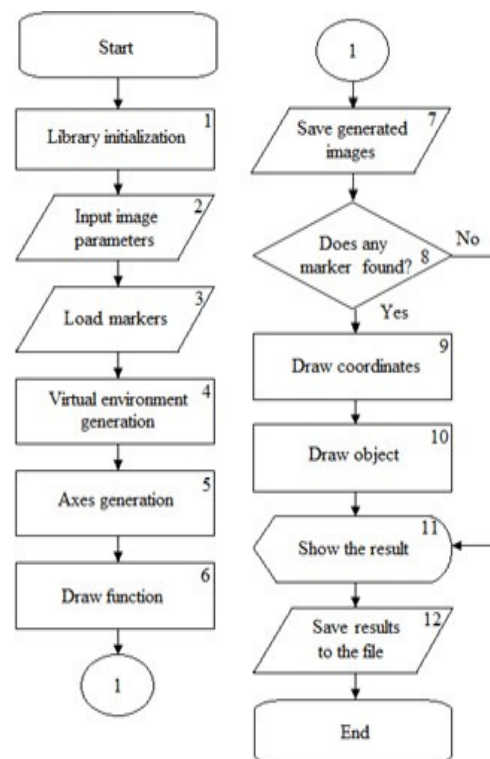 Start
1
Library initialization
2
Input image
parameters
3
Load markers
4
Virtual environment
generation
5
Axes generation
6
Draw function
1
1
7
Save generated
images
Does any
marker found?
8
No
Yes
9
Draw coordinates
10
Draw object
11
Show the result
12
Save results
to the file
End